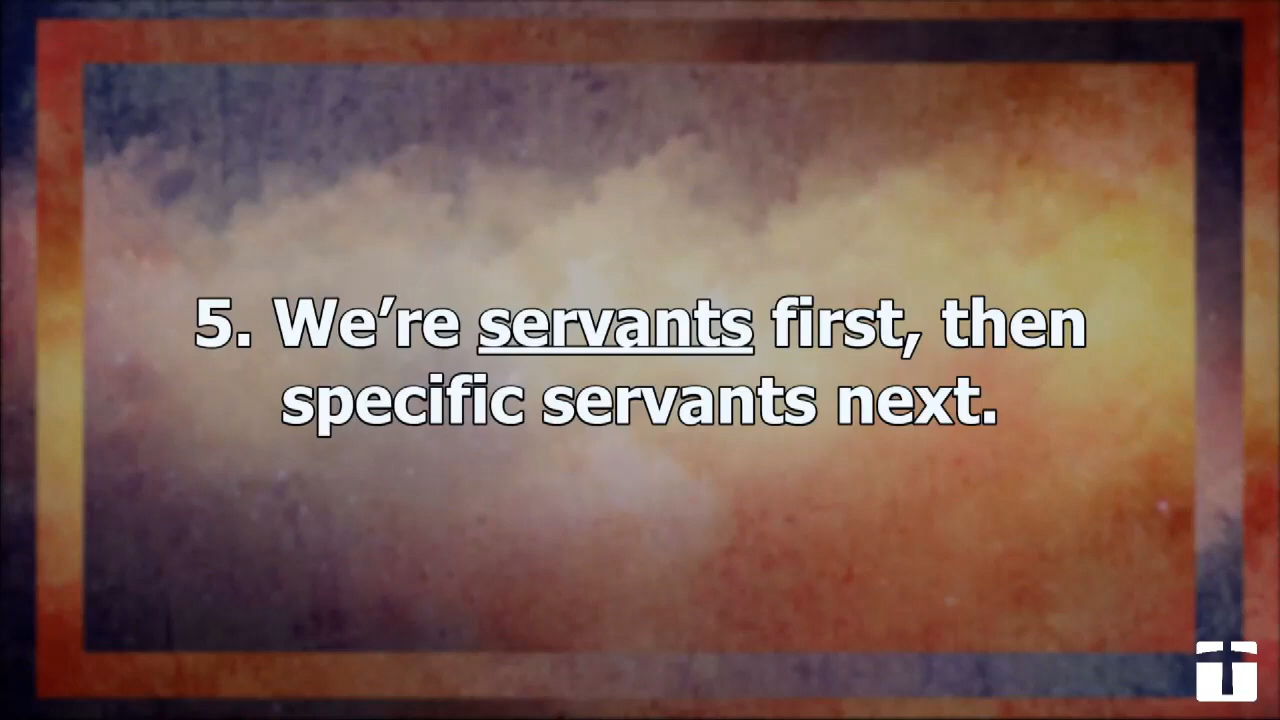 5. We’re servants first, then
specific servants next.